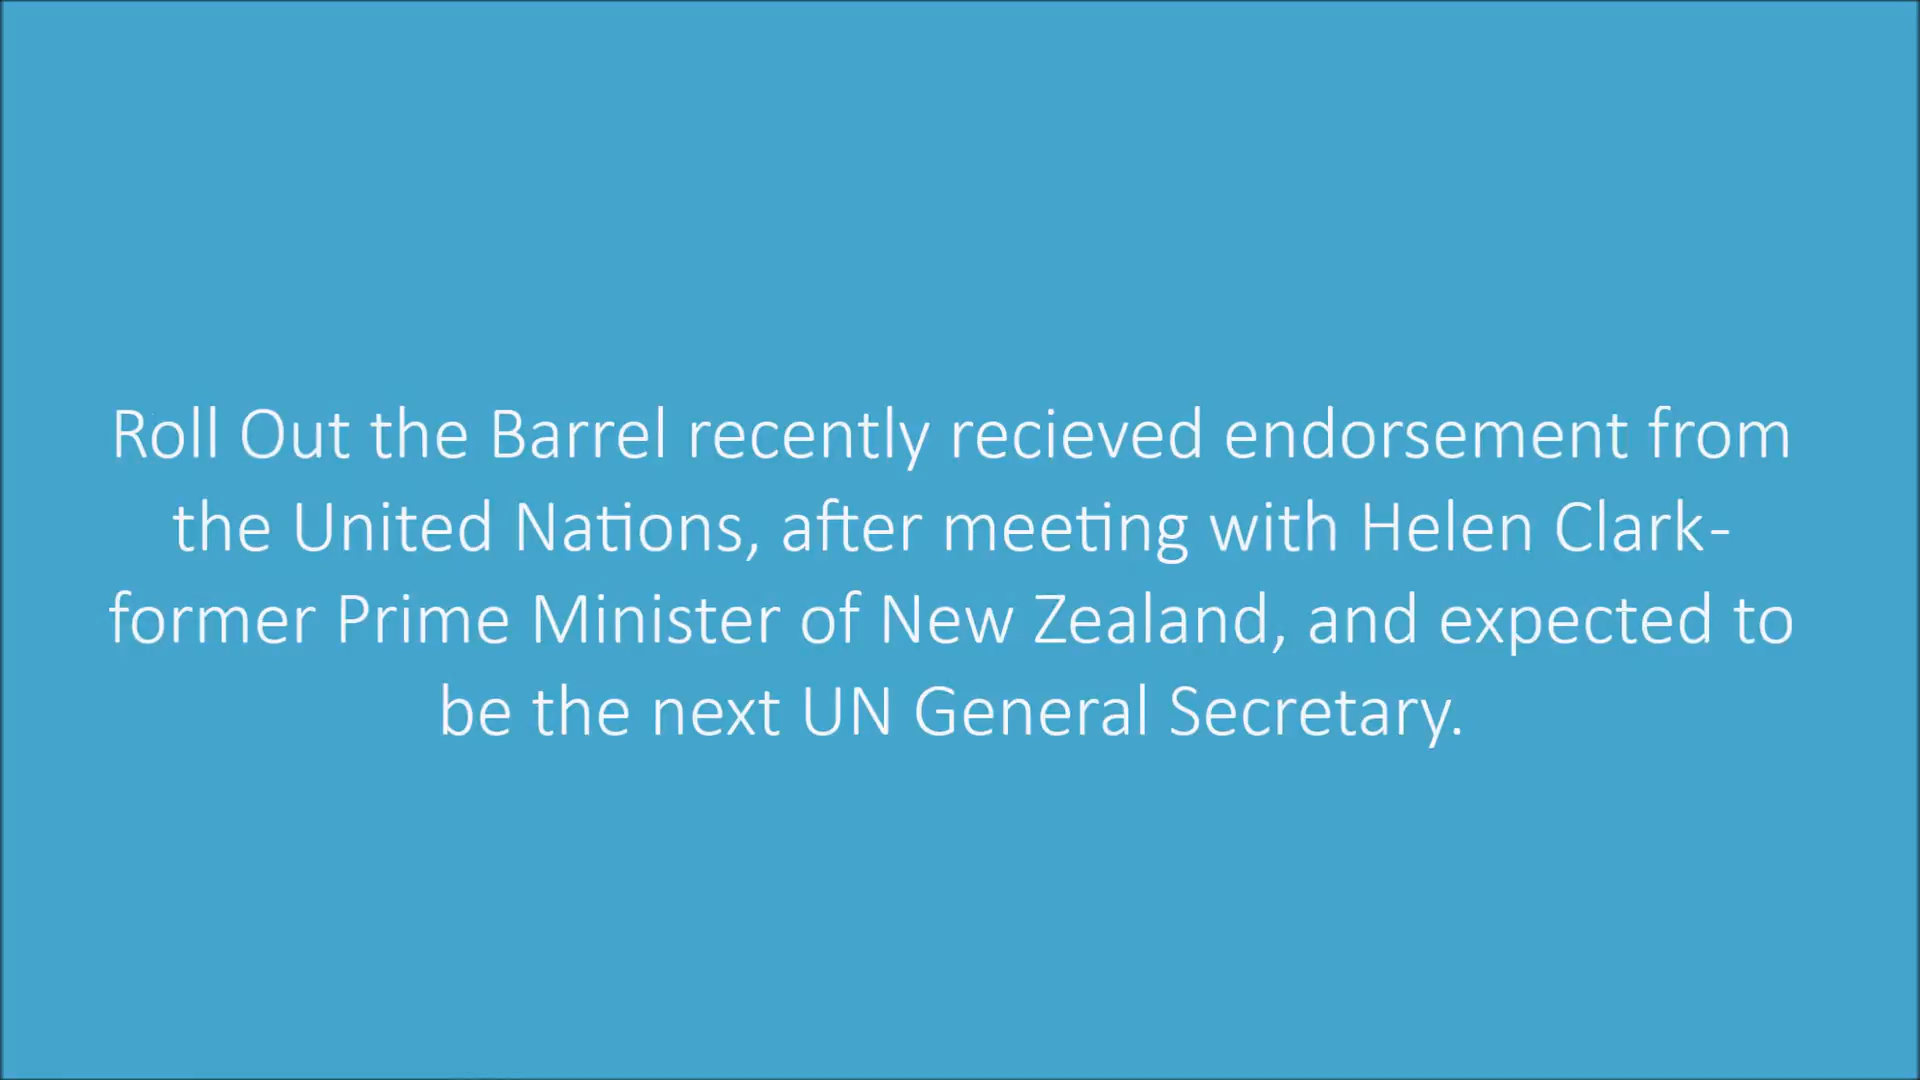 Roll Out the Barrel recently recieved endorsement from
the United Nations, after meeting with Helen Clark-
former Prime Minister of New Zealand, and expected to
be the next UN General Secretary.